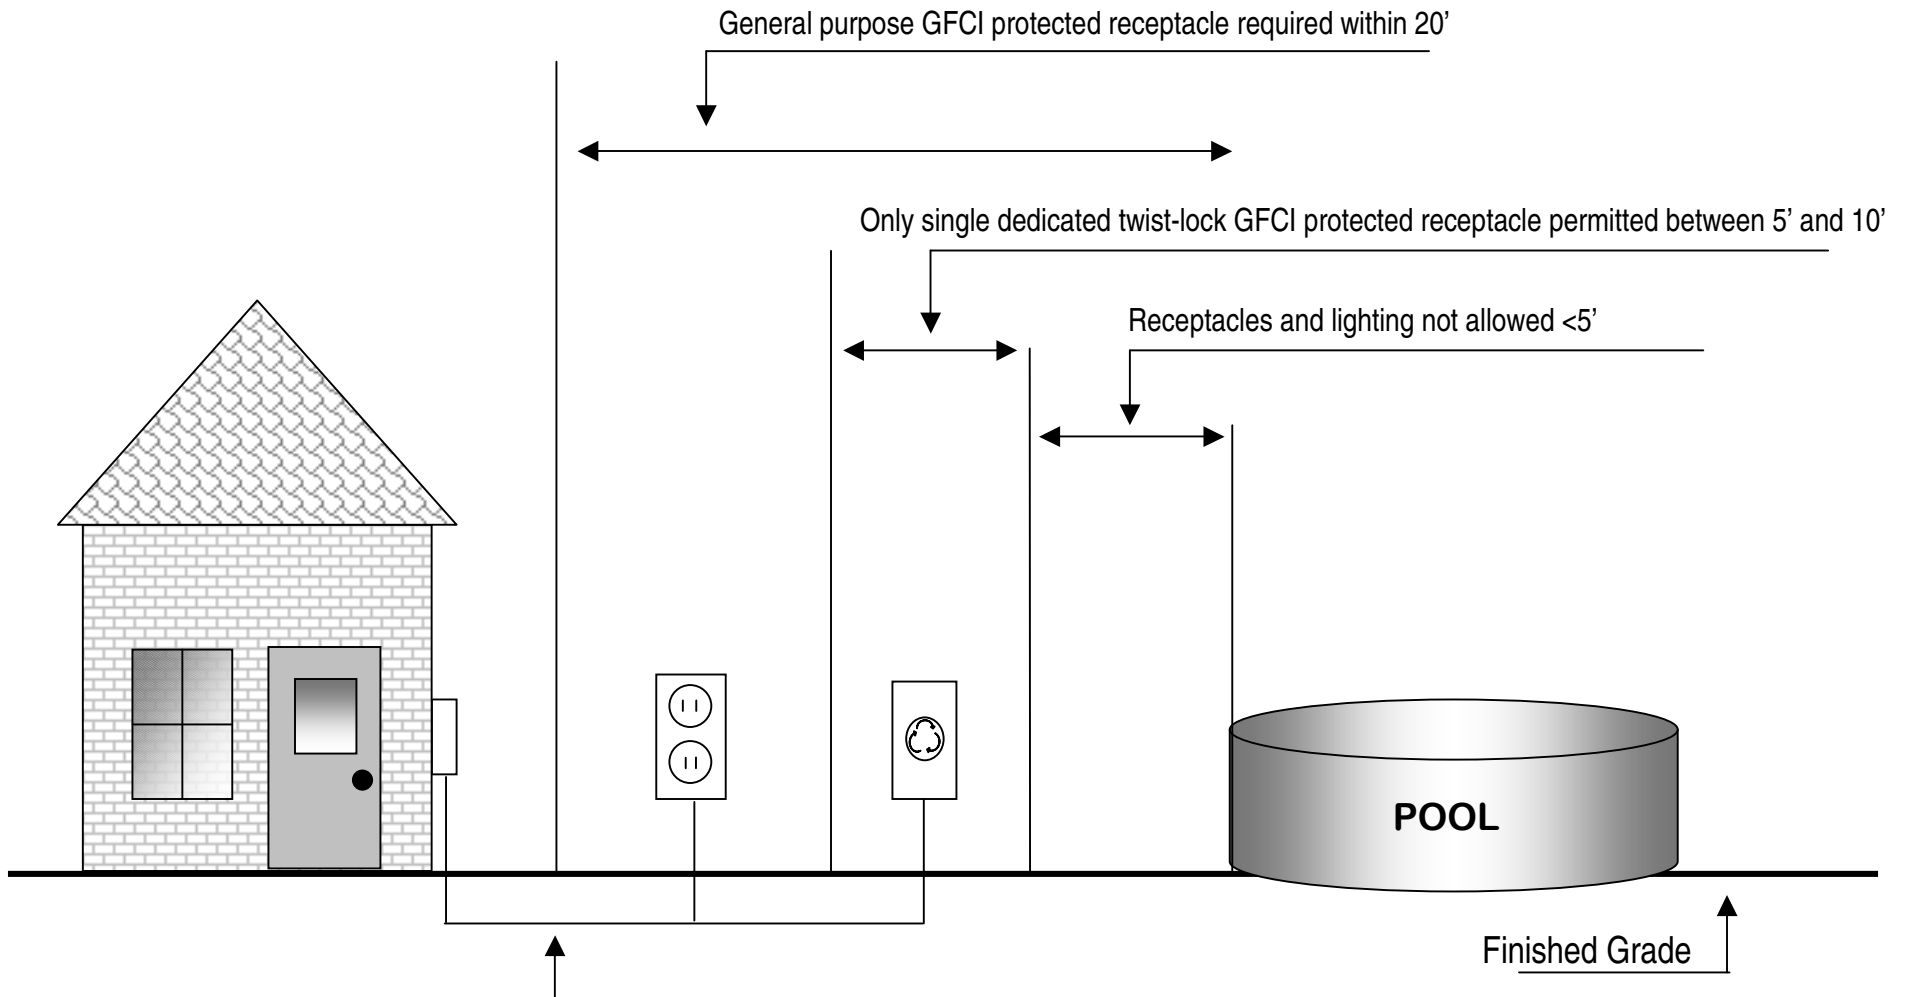 General purpose GFCI protected receptacle required within 20’
Only single dedicated twist-lock GFCI protected receptacle permitted between 5’ and 10’
Receptacles and lighting not allowed <5’
POOL
Finished Grade